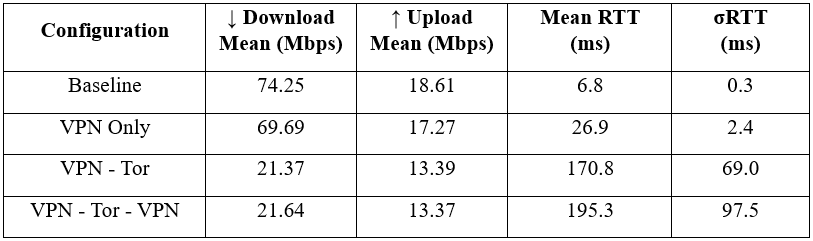 Configuration ↓ Download Mean (Mbps) ↑ Upload Mean (Mbps) Mean RTT (ms) σRTT (ms)
Baseline 74.25 18.61 6.8 0.3
VPN Only 69.69 17.27 26.9 2.4
VPN - Tor 21.37 13.39 170.8 69.0
VPN - Tor - VPN 21.64 13.37 195.3 97.5